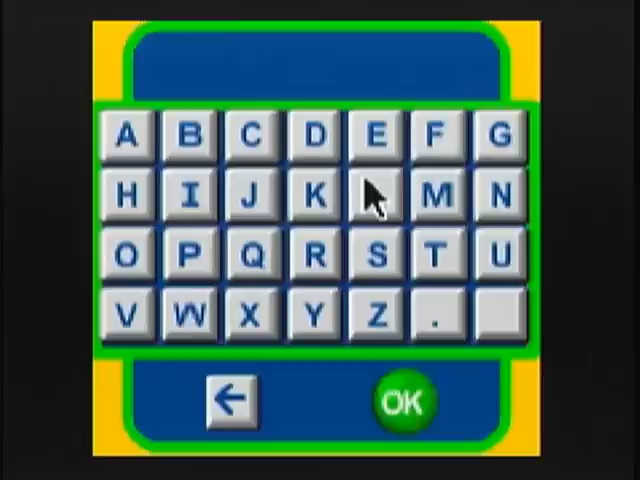 A B C D E F G
H I J K M N
O P Q R S T U
V W X Y Z .
OK